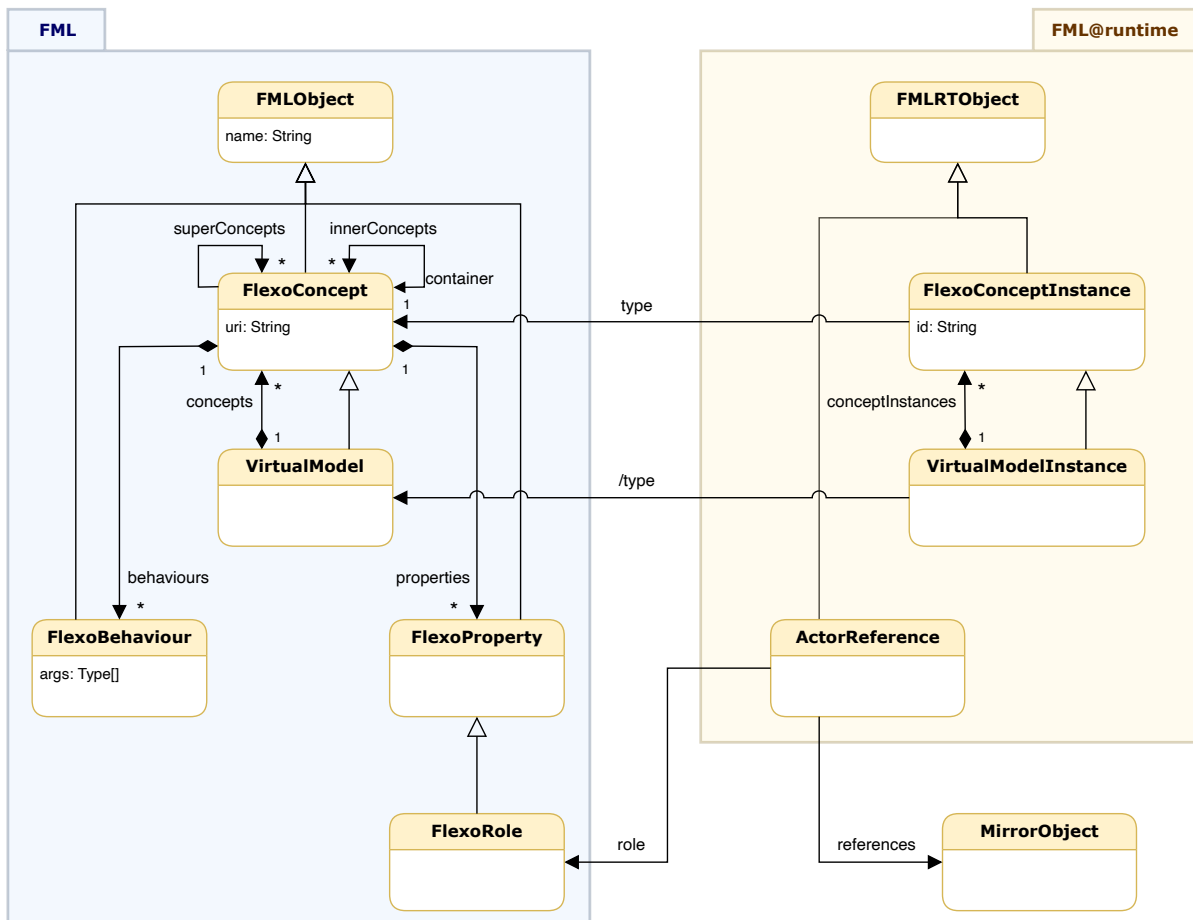 FML
FML@runtime
FMLObject
name: String
FMLRTObject
superConcepts
*
innerConcepts
*
container
1
FlexoConcept
uri: String
type
FlexoConceptInstance
id: String
1
1
concepts
*
1
conceptInstances
*
1
VirtualModel
/type
VirtualModelInstance
behaviours
*
properties
*
FlexoBehaviour
args: Type[]
FlexoProperty
ActorReference
FlexoRole
role
references
MirrorObject